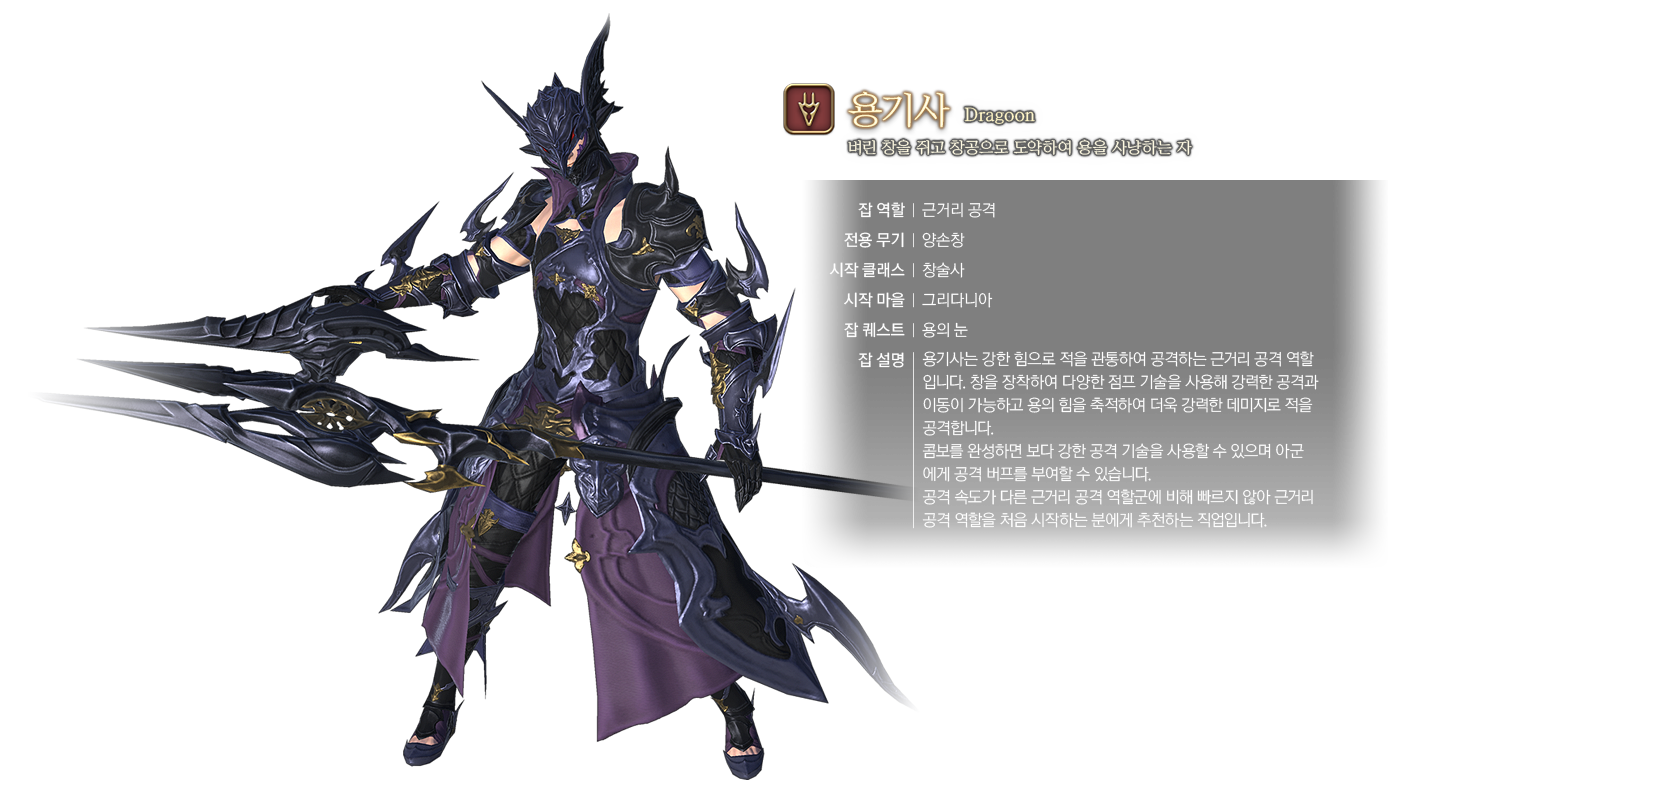 용기사 Dragoon
벼린 창을 쥐고 창공으로 도약하여 용을 사냥하는 자
잡 역할 | 근거리 공격
전용 무기 | 양손창
시작 클래스 | 창술사
시작 마을 | 그리다니아
잡 퀘스트 | 용의 눈
잡 설명 | 용기사는 강한 힘으로 적을 관통하여 공격하는 근거리 공격 역할
입니다. 창을 장착하여 다양한 점프 기술을 사용해 강력한 공격과
이동이 가능하고 용의 힘을 축적하여 더욱 강력한 데미지로 적을
공격합니다.
콤보를 완성하면 보다 강한 공격 기술을 사용할 수 있으며 아군
에게 공격 버프를 부여할 수 있습니다.
공격 속도가 다른 근거리 공격 역할군에 비해 빠르지 않아 근거리
공격 역할을 처음 시작하는 분에게 추천하는 직업입니다.